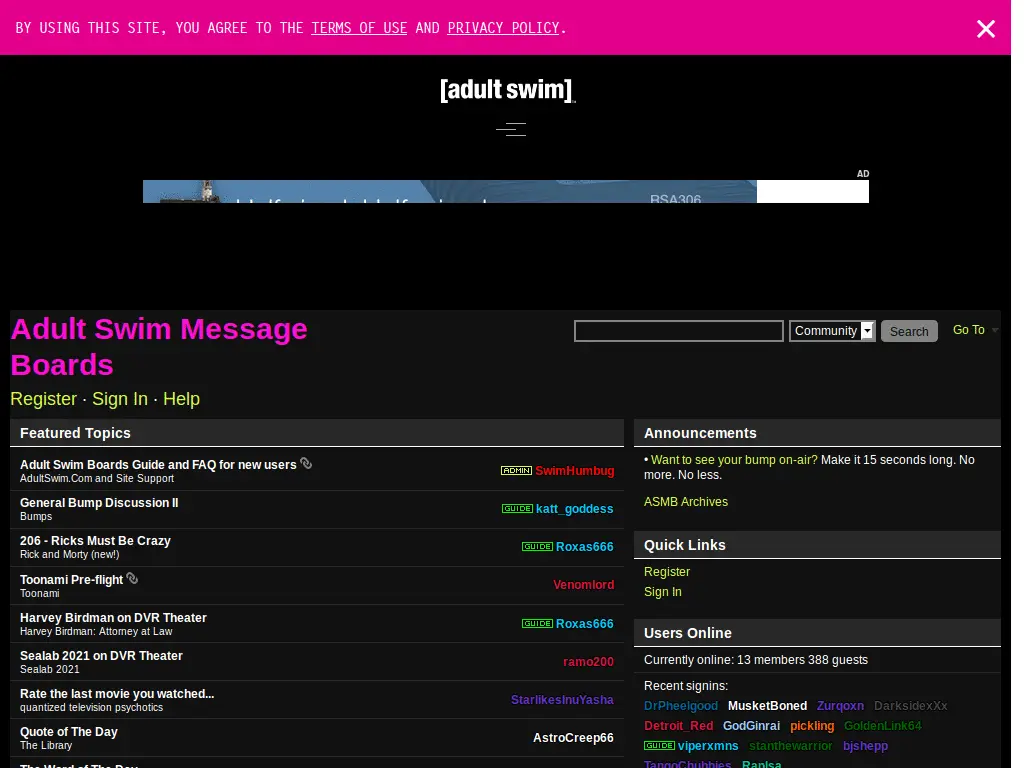 BY USING THIS SITE, YOU AGREE TO THE TERMS OF USE AND PRIVACY POLICY.
[adult swim]
AD
RSA306
Adult Swim Message
Boards
Community
Search
Go To
Register · Sign In · Help
Featured Topics
Adult Swim Boards Guide and FAQ for new users
AdultSwim.Com and Site Support
ADMIN SwimHumbug
General Bump Discussion II
Bumps
GUIDE katt_goddess
206 - Ricks Must Be Crazy
Rick and Morty (new!)
GUIDE Roxas666
Toonami Pre-flight
Toonami
Venomlord
Harvey Birdman on DVR Theater
Harvey Birdman: Attorney at Law
GUIDE Roxas666
Sealab 2021 on DVR Theater
Sealab 2021
ramo200
Rate the last movie you watched...
quantized television psychotics
StarlikesInuYasha
Quote of The Day
The Library
AstroCreep66
The Word of The Day
Announcements
• Want to see your bump on-air? Make it 15 seconds long. No
more. No less.
ASMB Archives
Quick Links
Register
Sign In
Users Online
Currently online: 13 members 388 guests
Recent signins:
DrPheelgood MusketBoned Zurqoxn DarksidexXx
Detroit_Red GodGinrai pickling GoldenLink64
GUIDE viperxmns stanthewarrior bjshepp
TangoChubbies RapIsa